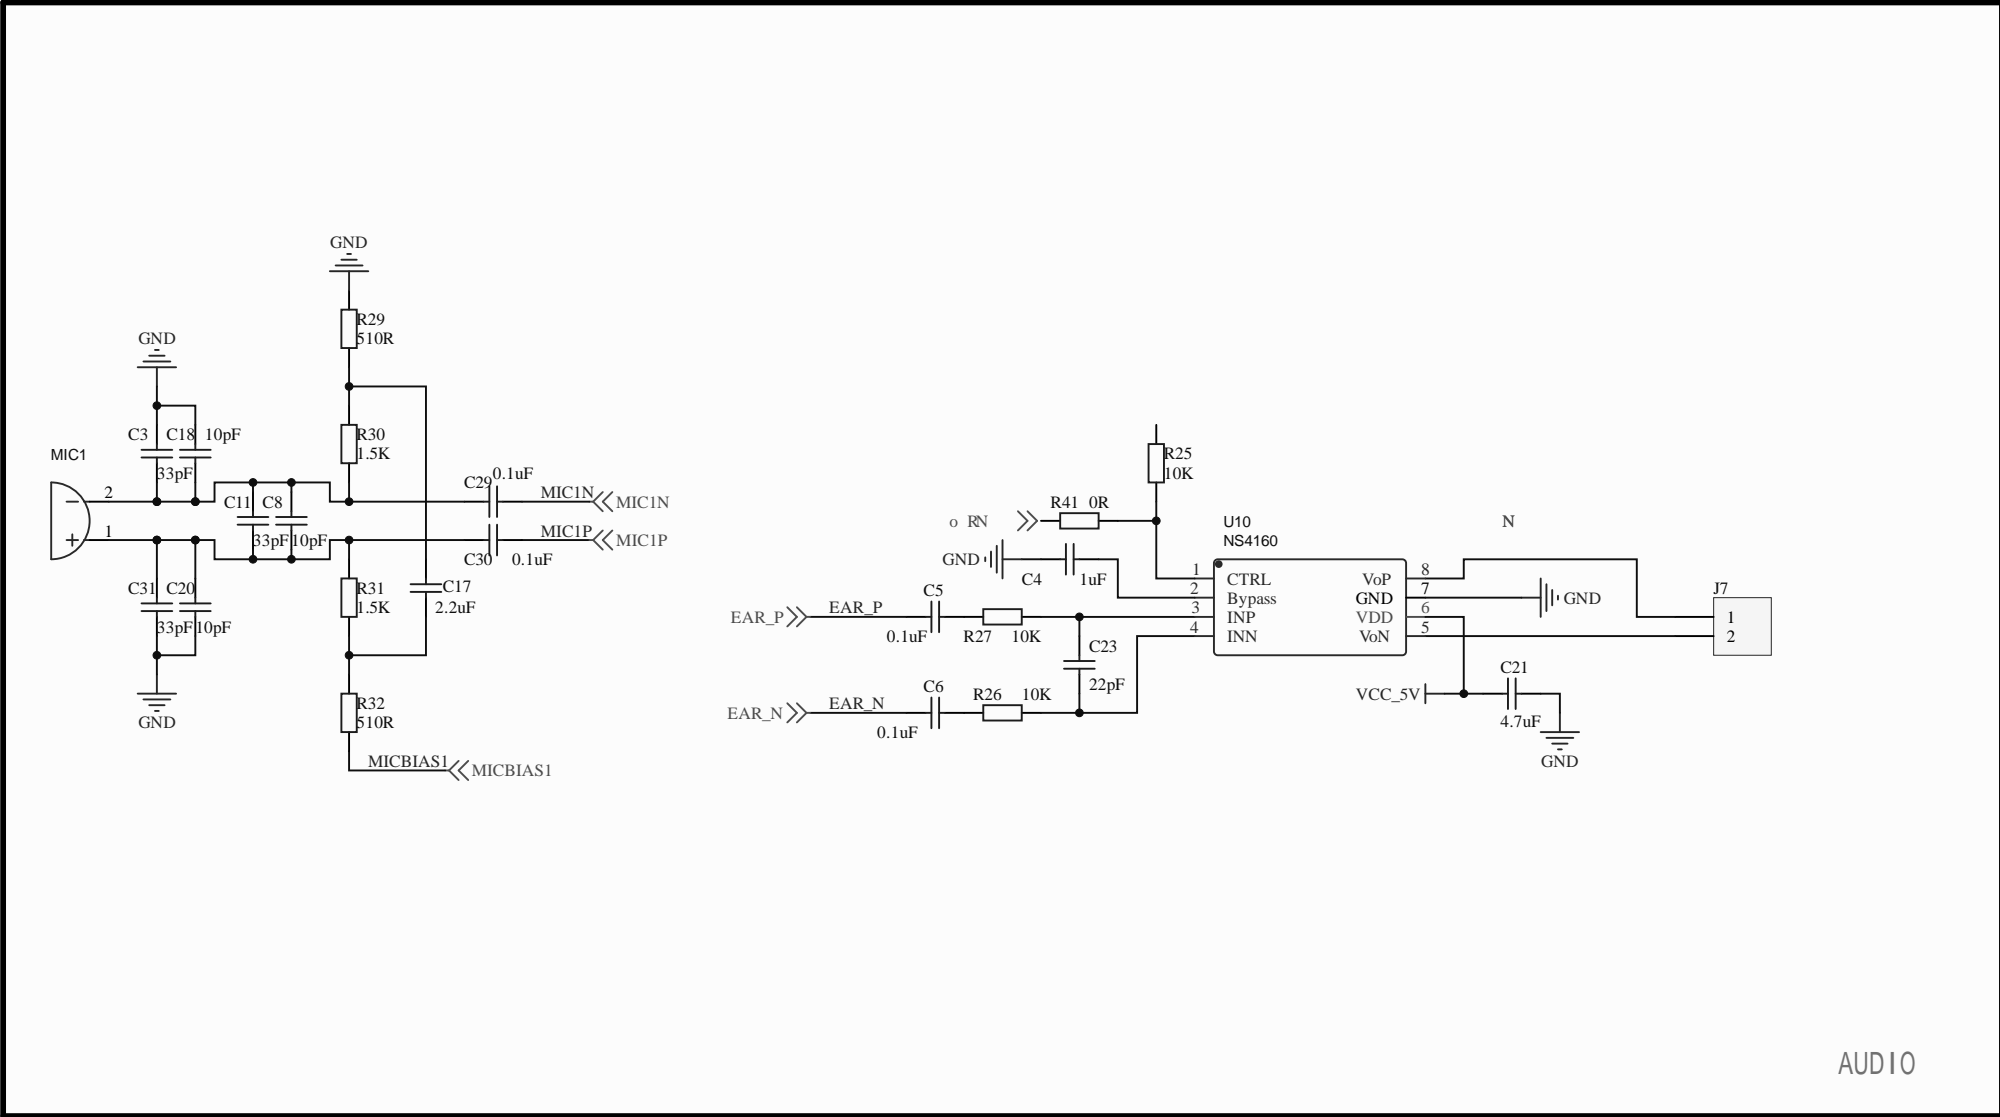 GND
R29
510R
GND
R30
1.5K
C3 C18 10pF
33pF
MIC1
2
1
C11 C8
33pF 10pF
C29 0.1uF
MIC1N MIC1N
MIC1P MIC1P
C30 0.1uF
C31 C20
33pF 10pF
R31
1.5K
C17
2.2uF
GND
R32
510R
MICBIAS1 MICBIAS1
R25
10K
R41 0R
o RN
GND
C4 1uF
U10
NS4160
N
1 CTRL VoP 8
2 Bypass GND 7
3 INP VDD 6
4 INN VoN 5
GND
J7
1
2
EAR_P EAR_P
C5
0.1uF
R27 10K
C23
22pF
EAR_N EAR_N
C6
0.1uF
R26 10K
VCC_5V
C21
4.7uF
GND
AUDIO